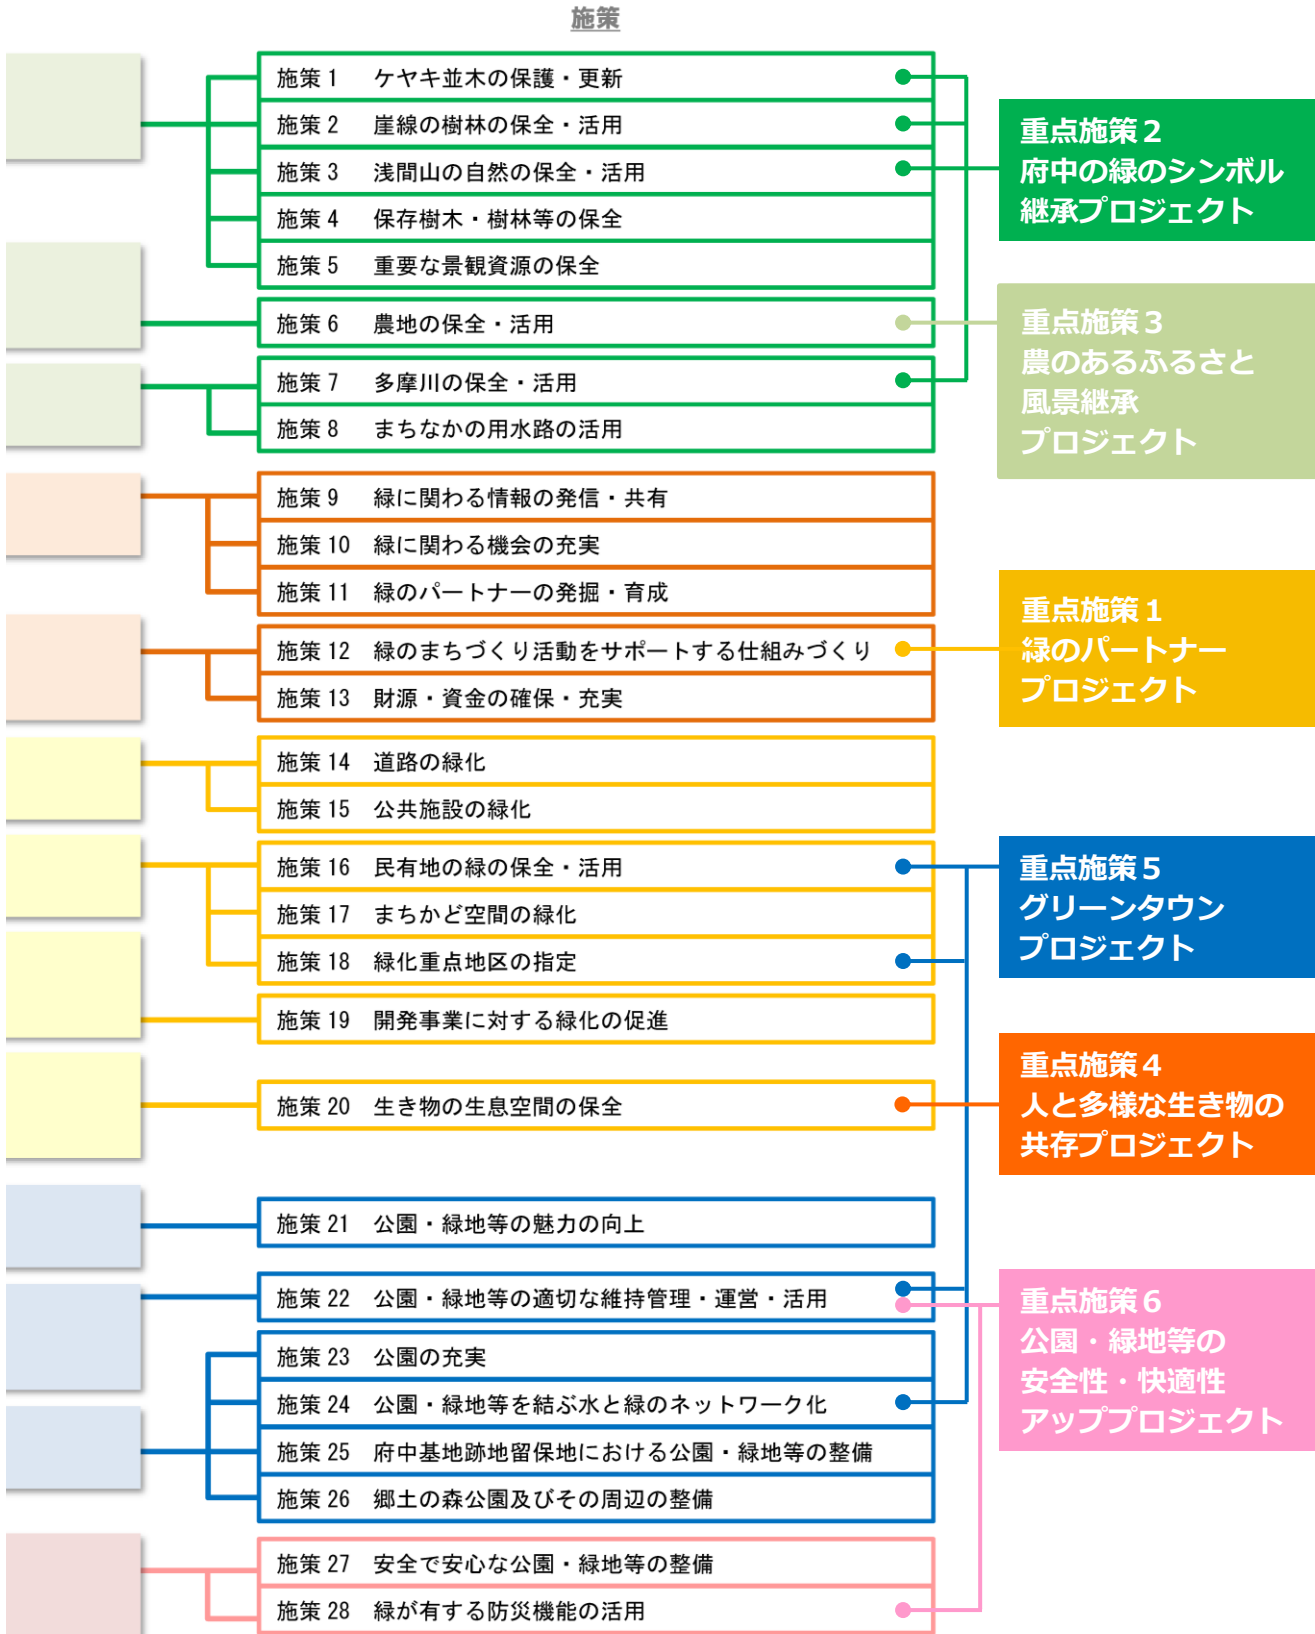 施策
施策 1 ケヤキ並木の保護・更新
施策 2 崖線の樹林の保全・活用
施策 3 浅間山の自然の保全・活用
施策 4 保存樹木・樹林等の保全
施策 5 重要な景観資源の保全
施策 6 農地の保全・活用
施策 7 多摩川の保全・活用
施策 8 まちなかの用水路の活用
施策 9 緑に関わる情報の発信・共有
施策 10 緑に関わる機会の充実
施策 11 緑のパートナーの発掘・育成
施策 12 緑のまちづくり活動をサポートする仕組みづくり
施策 13 財源・資金の確保・充実
施策 14 道路の緑化
施策 15 公共施設の緑化
施策 16 民有地の緑の保全・活用
施策 17 まちかど空間の緑化
施策 18 緑化重点地区の指定
施策 19 開発事業に対する緑化の促進
施策 20 生き物の生息空間の保全
施策 21 公園・緑地等の魅力の向上
施策 22 公園・緑地等の適切な維持管理・運営・活用
施策 23 公園の充実
施策 24 公園・緑地等を結ぶ水と緑のネットワーク化
施策 25 府中基地跡地留保地における公園・緑地等の整備
施策 26 郷土の森公園及びその周辺の整備
施策 27 安全で安心な公園・緑地等の整備
施策 28 緑が有する防災機能の活用
重点施策２
府中の緑のシンボル
継承プロジェクト
重点施策３
農のあるふるさと
風景継承
プロジェクト
重点施策１
緑のパートナー
プロジェクト
重点施策５
グリーンタウン
プロジェクト
重点施策４
人と多様な生き物の
共存プロジェクト
重点施策６
公園・緑地等の
安全性・快適性
アッププロジェクト